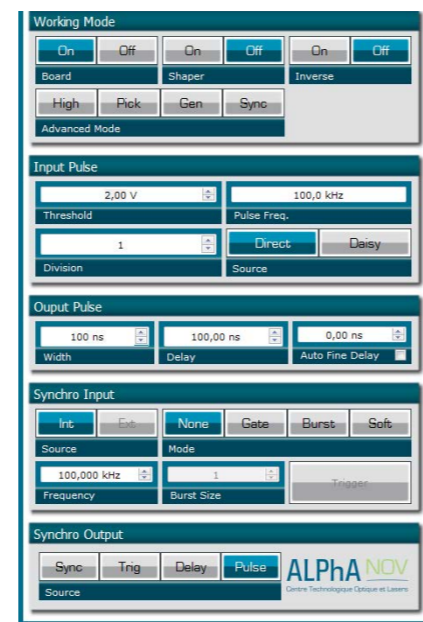 Working Mode
On Off On Off On Off
Board Shaper Inverse
High Pick Gen Sync
Advanced Mode
Input Pulse
2,00 V 100,0 kHz
Threshold Pulse Freq.
1 Direct Daisy
Division Source
Ouput Pulse
100 ns 100,00 ns 0,00 ns
Width Delay Auto Fine Delay
Synchro Input
Int Ext None Gate Burst Soft
Source Mode
100,000 kHz 1 Trigger
Frequency Burst Size
Synchro Output
Sync Trig Delay Pulse ALPhANOV
Source Centre Technologique Optique et Lasers